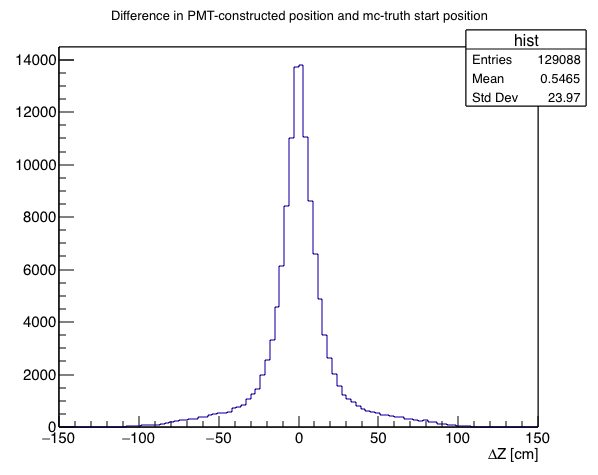 Difference in PMT-constructed position and mc-truth start position
hist
Entries 129088
Mean 0.5465
Std Dev 23.97
14000
12000
10000
8000
6000
4000
2000
0
−150 −100 −50 0 50 100 150
ΔZ [cm]